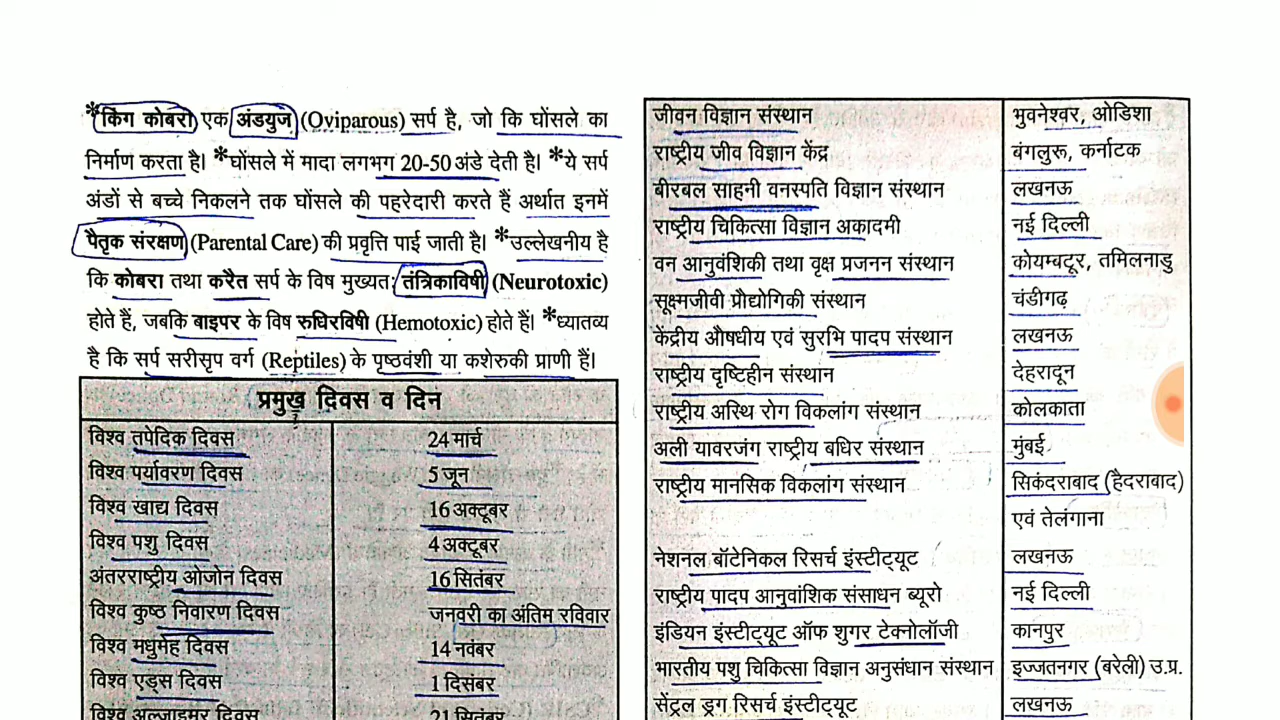 *किंग कोबरा एक अंडयुज (Oviparous) सर्प है, जो कि घोंसले का
निर्माण करता है। *घोंसले में मादा लगभग 20-50 अंडे देती है। *ये सर्प
अंडों से बच्चे निकलने तक घोंसले की पहरेदारी करते हैं अर्थात इनमें
पैतृक संरक्षण (Parental Care) की प्रवृत्ति पाई जाती है। *उल्लेखनीय है
कि कोबरा तथा करैत सर्प के विष मुख्यत: तंत्रिकाविषी (Neurotoxic)
होते हैं, जबकि वाइपर के विष रुधिरविषी (Hemotoxic) होते हैं। *ध्यातव्य
है कि सर्प सरीसृप वर्ग (Reptiles) के पृष्ठवंशी या कशेरुकी प्राणी हैं।
प्रमुख दिवस व दिन
विश्व तपेदिक दिवस 24 मार्च
विश्व पर्यावरण दिवस 5 जून
विश्व खाद्य दिवस 16 अक्टूबर
विश्व पशु दिवस 4 अक्टूबर
अंतरराष्ट्रीय ओजोन दिवस 16 सितंबर
विश्व कुष्ठ निवारण दिवस जनवरी का अंतिम रविवार
विश्व मधुमेह दिवस 14 नवंबर
विश्व एड्स दिवस 1 दिसंबर
विश्व अल्जाइमर दिवस 21 सितंबर
जीवन विज्ञान संस्थान भुवनेश्वर, ओडिशा
राष्ट्रीय जीव विज्ञान केंद्र बंगलुरू, कर्नाटक
बीरबल साहनी वनस्पति विज्ञान संस्थान लखनऊ
राष्ट्रीय चिकित्सा विज्ञान अकादमी नई दिल्ली
वन आनुवंशिकी तथा वृक्ष प्रजनन संस्थान कोयम्बटूर, तमिलनाडु
सूक्ष्मजीवी प्रौद्योगिकी संस्थान चंडीगढ़
केंद्रीय औषधीय एवं सुरभि पादप संस्थान लखनऊ
राष्ट्रीय दृष्टिहीन संस्थान देहरादून
राष्ट्रीय अस्थि रोग विकलांग संस्थान कोलकाता
अली यावरजंग राष्ट्रीय बधिर संस्थान मुंबई
राष्ट्रीय मानसिक विकलांग संस्थान सिकंदराबाद (हैदराबाद)
एवं तेलंगाना
नेशनल बॉटेनिकल रिसर्च इंस्टीट्यूट लखनऊ
राष्ट्रीय पादप आनुवांशिक संसाधन ब्यूरो नई दिल्ली
इंडियन इंस्टीट्यूट ऑफ शुगर टेक्नोलॉजी कानपुर
भारतीय पशु चिकित्सा विज्ञान अनुसंधान संस्थान इज्जतनगर (बरेली) उ.प्र.
सेंट्रल ड्रग रिसर्च इंस्टीट्यूट लखनऊ